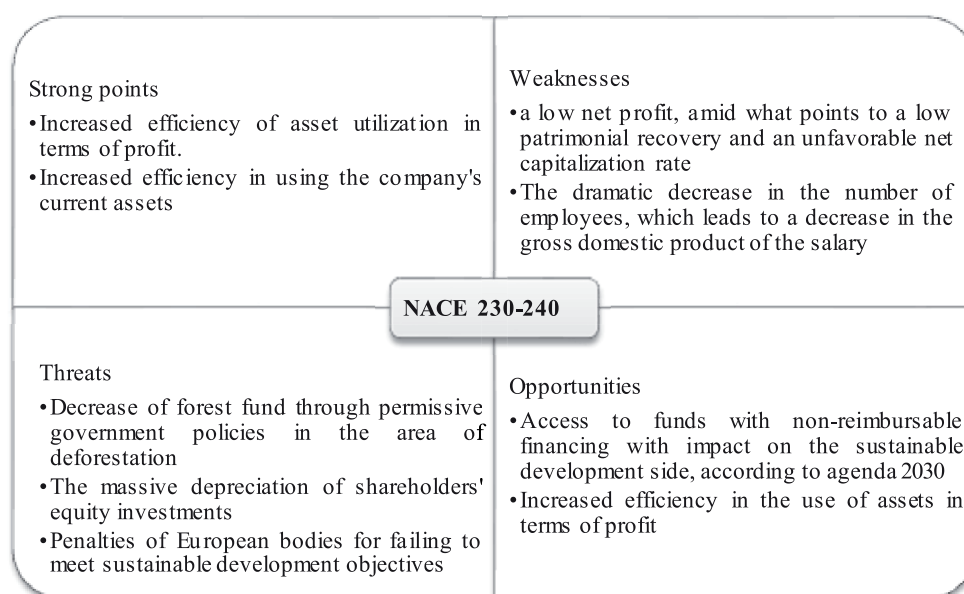 Strong points
•Increased efficiency of asset utilization in
terms of profit.
•Increased efficiency in using the company's
current assets
Weaknesses
•a low net profit, amid what points to a low
patrimonial recovery and an unfavorable net
capitalization rate
•The dramatic decrease in the number of
employees, which leads to a decrease in the
gross domestic product of the salary
NACE 230-240
Threats
•Decrease of forest fund through permissive
government policies in the area of
deforestation
•The massive depreciation of shareholders'
equity investments
•Penalties of European bodies for failing to
meet sustainable development objectives
Opportunities
•Access to funds with non-reimbursable
financing with impact on the sustainable
development side, according to agenda 2030
•Increased efficiency in the use of assets in
terms of profit